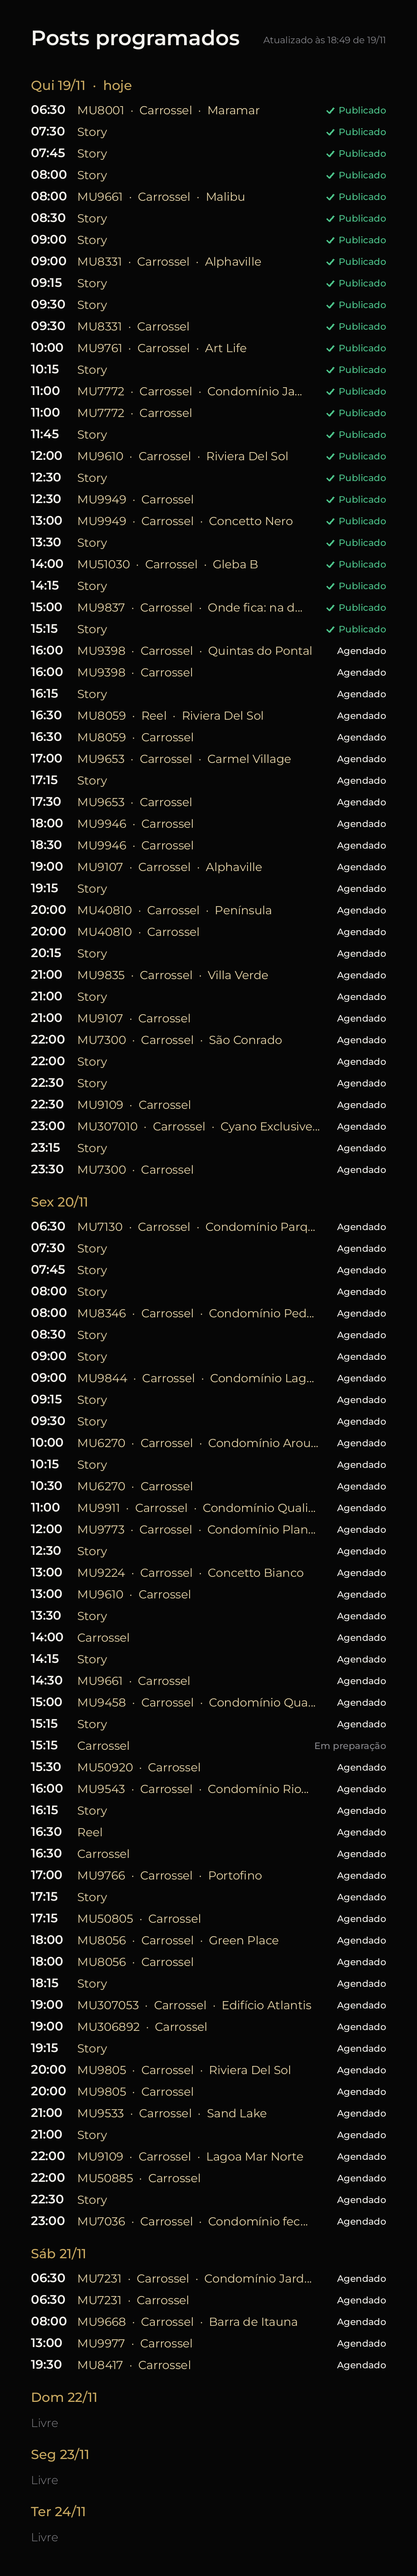 Posts programados Atualizado às 18:49 de 19/11
Qui 19/11 · hoje
06:30 MU8001 · Carrossel · Maramar Publicado
07:30 Story Publicado
07:45 Story Publicado
08:00 Story Publicado
08:00 MU9661 · Carrossel · Malibu Publicado
08:30 Story Publicado
09:00 Story Publicado
09:00 MU8331 · Carrossel · Alphaville Publicado
09:15 Story Publicado
09:30 Story Publicado
09:30 MU8331 · Carrossel Publicado
10:00 MU9761 · Carrossel · Art Life Publicado
10:15 Story Publicado
11:00 MU7772 · Carrossel · Condomínio Ja... Publicado
11:00 MU7772 · Carrossel Publicado
11:45 Story Publicado
12:00 MU9610 · Carrossel · Riviera Del Sol Publicado
12:30 Story Publicado
12:30 MU9949 · Carrossel Publicado
13:00 MU9949 · Carrossel · Concetto Nero Publicado
13:30 Story Publicado
14:00 MU51030 · Carrossel · Gleba B Publicado
14:15 Story Publicado
15:00 MU9837 · Carrossel · Onde fica: na d... Publicado
15:15 Story Publicado
16:00 MU9398 · Carrossel · Quintas do Pontal Agendado
16:00 MU9398 · Carrossel Agendado
16:15 Story Agendado
16:30 MU8059 · Reel · Riviera Del Sol Agendado
16:30 MU8059 · Carrossel Agendado
17:00 MU9653 · Carrossel · Carmel Village Agendado
17:15 Story Agendado
17:30 MU9653 · Carrossel Agendado
18:00 MU9946 · Carrossel Agendado
18:30 MU9946 · Carrossel Agendado
19:00 MU9107 · Carrossel · Alphaville Agendado
19:15 Story Agendado
20:00 MU40810 · Carrossel · Península Agendado
20:00 MU40810 · Carrossel Agendado
20:15 Story Agendado
21:00 MU9835 · Carrossel · Villa Verde Agendado
21:00 Story Agendado
21:00 MU9107 · Carrossel Agendado
22:00 MU7300 · Carrossel · São Conrado Agendado
22:00 Story Agendado
22:30 Story Agendado
22:30 MU9109 · Carrossel Agendado
23:00 MU307010 · Carrossel · Cyano Exclusive... Agendado
23:15 Story Agendado
23:30 MU7300 · Carrossel Agendado
Sex 20/11
06:30 MU7130 · Carrossel · Condomínio Parq... Agendado
07:30 Story Agendado
07:45 Story Agendado
08:00 Story Agendado
08:00 MU8346 · Carrossel · Condomínio Ped... Agendado
08:30 Story Agendado
09:00 Story Agendado
09:00 MU9844 · Carrossel · Condomínio Lag... Agendado
09:15 Story Agendado
09:30 Story Agendado
10:00 MU6270 · Carrossel · Condomínio Arou... Agendado
10:15 Story Agendado
10:30 MU6270 · Carrossel Agendado
11:00 MU9911 · Carrossel · Condomínio Quali... Agendado
12:00 MU9773 · Carrossel · Condomínio Plan... Agendado
12:30 Story Agendado
13:00 MU9224 · Carrossel · Concetto Bianco Agendado
13:00 MU9610 · Carrossel Agendado
13:30 Story Agendado
14:00 Carrossel Agendado
14:15 Story Agendado
14:30 MU9661 · Carrossel Agendado
15:00 MU9458 · Carrossel · Condomínio Qua... Agendado
15:15 Story Agendado
15:15 Carrossel Em preparação
15:30 MU50920 · Carrossel Agendado
16:00 MU9543 · Carrossel · Condomínio Rio... Agendado
16:15 Story Agendado
16:30 Reel Agendado
16:30 Carrossel Agendado
17:00 MU9766 · Carrossel · Portofino Agendado
17:15 Story Agendado
17:15 MU50805 · Carrossel Agendado
18:00 MU8056 · Carrossel · Green Place Agendado
18:00 MU8056 · Carrossel Agendado
18:15 Story Agendado
19:00 MU307053 · Carrossel · Edifício Atlantis Agendado
19:00 MU306892 · Carrossel Agendado
19:15 Story Agendado
20:00 MU9805 · Carrossel · Riviera Del Sol Agendado
20:00 MU9805 · Carrossel Agendado
21:00 MU9533 · Carrossel · Sand Lake Agendado
21:00 Story Agendado
22:00 MU9109 · Carrossel · Lagoa Mar Norte Agendado
22:00 MU50885 · Carrossel Agendado
22:30 Story Agendado
23:00 MU7036 · Carrossel · Condomínio fec... Agendado
Sáb 21/11
06:30 MU7231 · Carrossel · Condomínio Jard... Agendado
06:30 MU7231 · Carrossel Agendado
08:00 MU9668 · Carrossel · Barra de Itauna Agendado
13:00 MU9977 · Carrossel Agendado
19:30 MU8417 · Carrossel Agendado
Dom 22/11
Livre
Seg 23/11
Livre
Ter 24/11
Livre